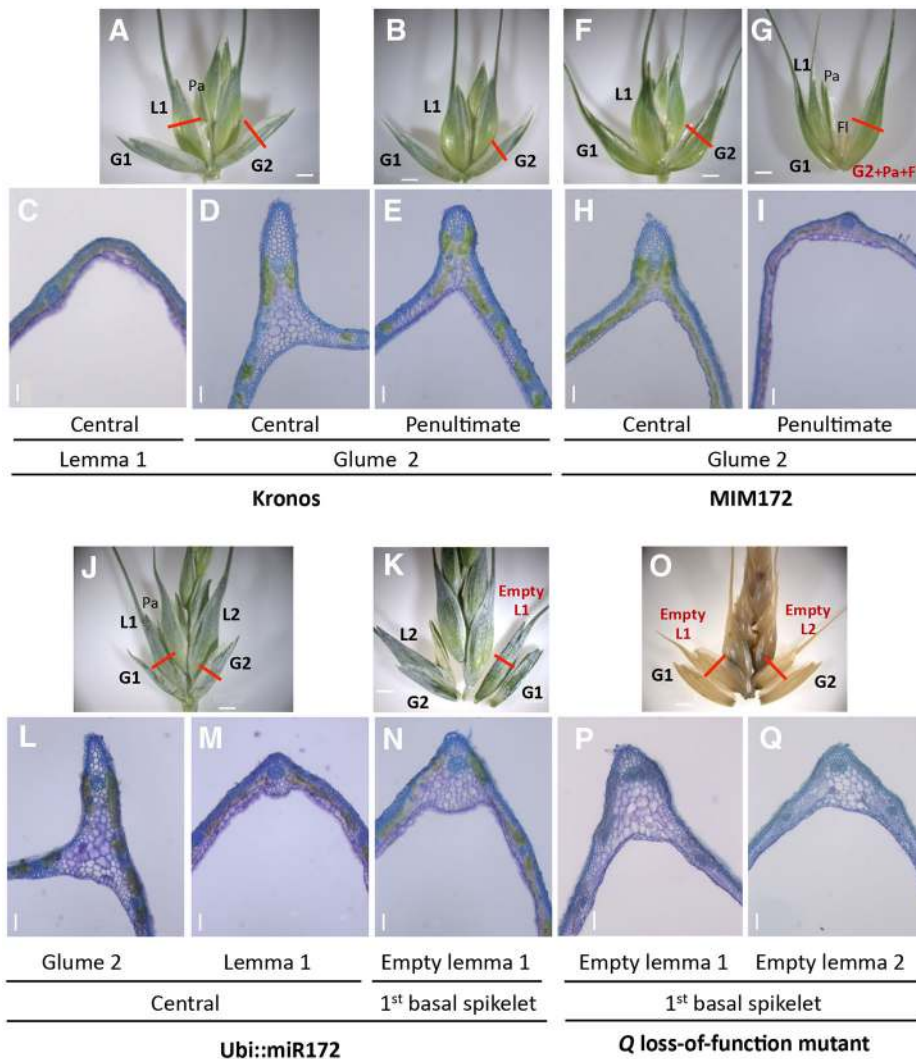 A
B
F
G
L1
Pa
G1
G2
L1
G1
G2
L1
G1
G2
L1
Pa
Fl
G1
G2+Pa+F
C
D
E
H
I
Central
Central
Penultimate
Central
Penultimate
Lemma 1
Glume 2
Glume 2
Kronos
MIM172
J
K
O
L1
Pa
L2
G1
G2
Empty
L1
L2
G2
G1
Empty
L1
Empty
L2
G1
G2
L
M
N
P
Q
Glume 2
Lemma 1
Empty lemma 1
Empty lemma 1
Empty lemma 2
Central
1st basal spikelet
1st basal spikelet
Ubi::miR172
Q loss-of-function mutant